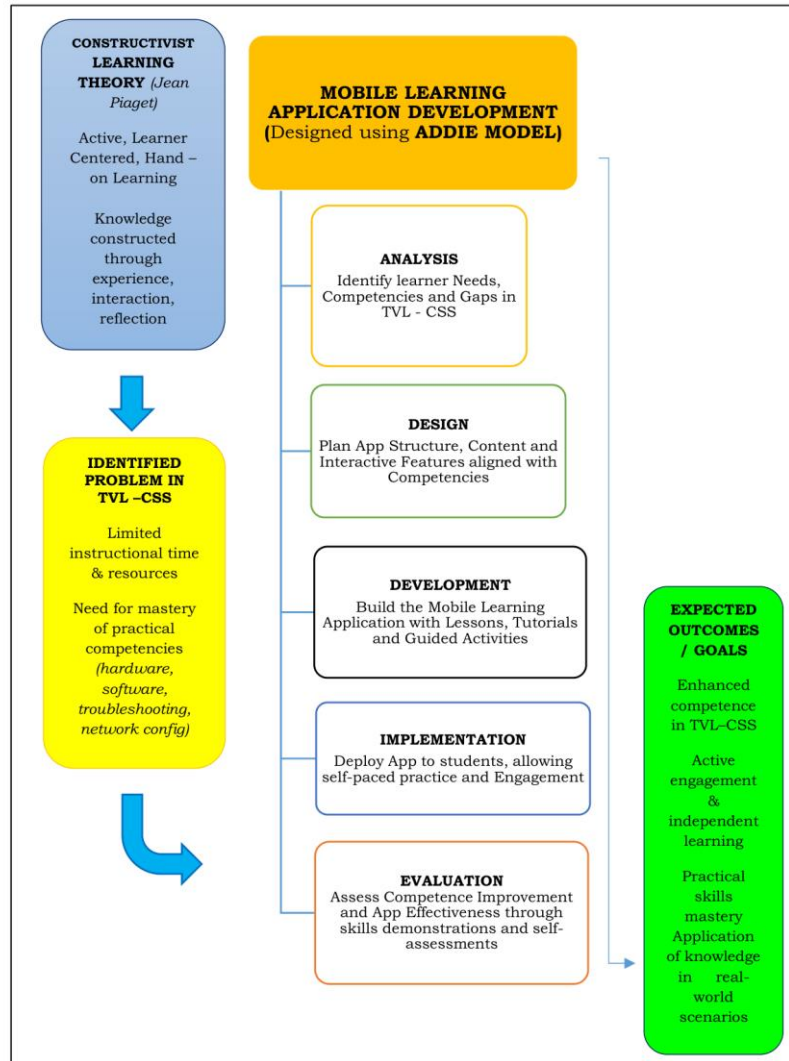 CONSTRUCTIVIST
LEARNING
THEORY (Jean
Piaget)
Active, Learner
Centered, Hand –
on Learning
Knowledge
constructed
through
experience,
interaction,
reflection
IDENTIFIED
PROBLEM IN
TVL –CSS
Limited
instructional time
& resources
Need for mastery
of practical
competencies
(hardware,
software,
troubleshooting,
network config)
MOBILE LEARNING
APPLICATION DEVELOPMENT
(Designed using ADDIE MODEL)
ANALYSIS
Identify learner Needs,
Competencies and Gaps in
TVL - CSS
DESIGN
Plan App Structure, Content and
Interactive Features aligned with
Competencies
DEVELOPMENT
Build the Mobile Learning
Application with Lessons, Tutorials
and Guided Activities
IMPLEMENTATION
Deploy App to students, allowing
self-paced practice and Engagement
EVALUATION
Assess Competence Improvement
and App Effectiveness through
skills demonstrations and self-
assessments
EXPECTED
OUTCOMES
/ GOALS
Enhanced
competence
in TVL–CSS
Active
engagement
&
independent
learning
Practical
skills
mastery
Application
of knowledge
in real-
world
scenarios